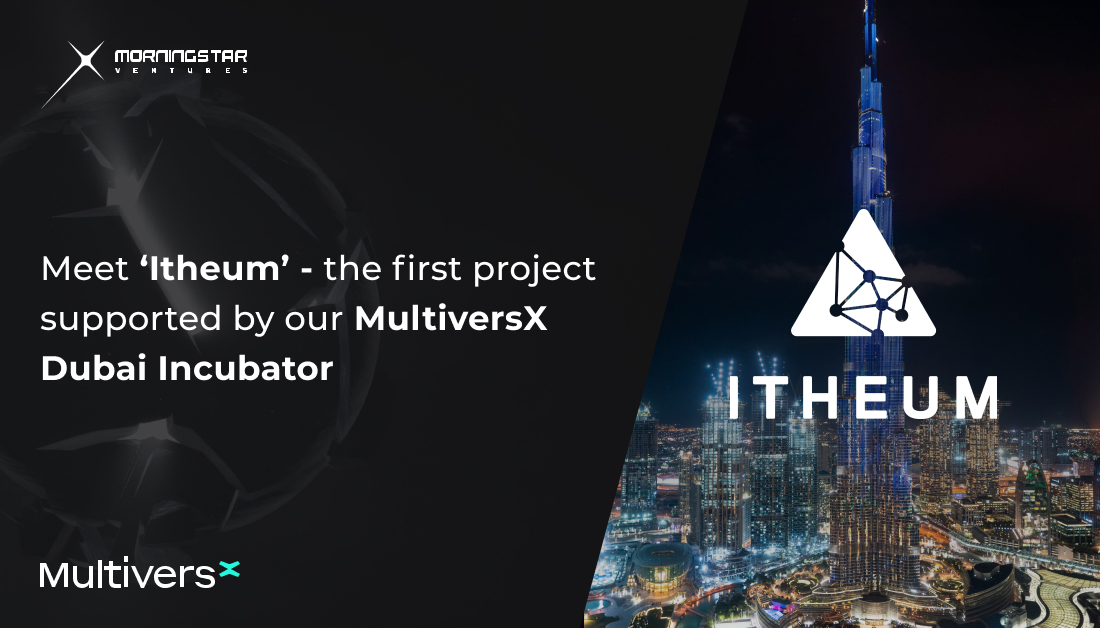 MORNINGSTAR
VENTURES
Meet ‘Itheum’ - the first project
supported by our MultiversX
Dubai Incubator
ITHEUM
MultiversX